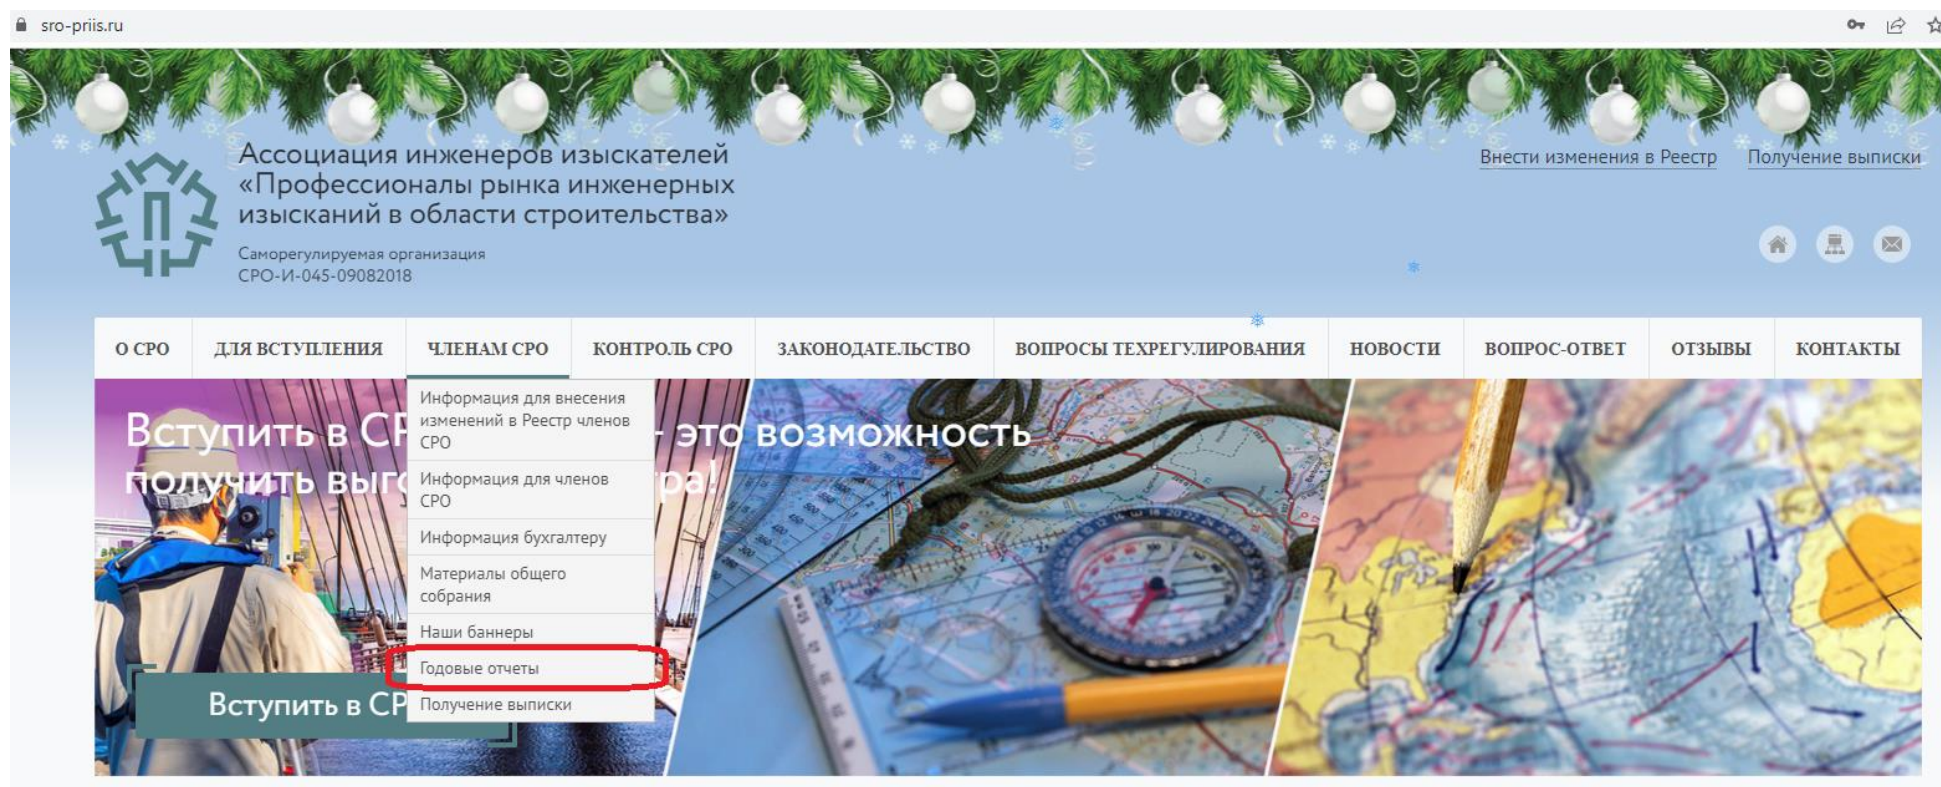 sro-priis.ru
Ассоциация инженеров изыскателей
«Профессионалы рынка инженерных
изысканий в области строительства»
Саморегулируемая организация
СРО-И-045-09082018
Внести изменения в Реестр
Получение выписки
О СРО
ДЛЯ ВСТУПЛЕНИЯ
ЧЛЕНАМ СРО
КОНТРОЛЬ СРО
ЗАКОНОДАТЕЛЬСТВО
ВОПРОСЫ ТЕХРЕГУЛИРОВАНИЯ
НОВОСТИ
ВОПРОС-ОТВЕТ
ОТЗЫВЫ
КОНТАКТЫ
Вступить в СР - это возможность
получить выго ра!
Информация для внесения
изменений в Реестр членов
СРО
Информация для членов
СРО
Информация бухгалтеру
Материалы общего
собрания
Наши баннеры
Годовые отчеты
Получение выписки
Вступить в СР